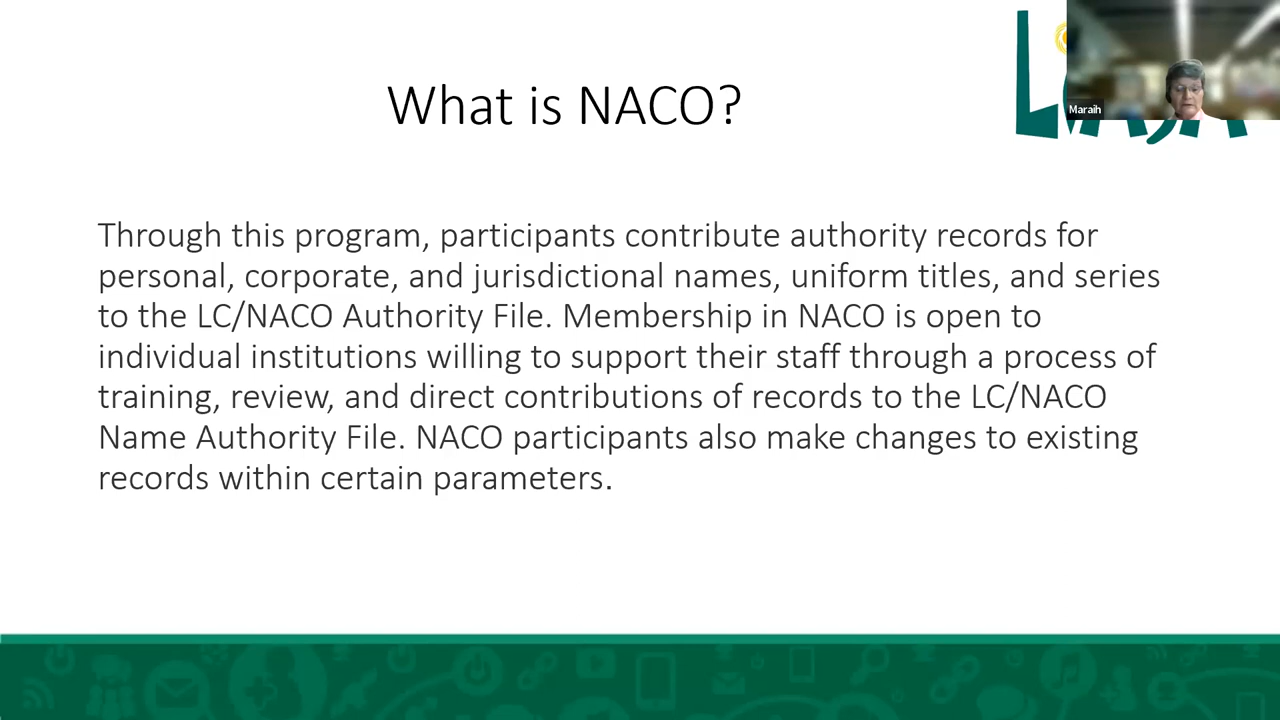 What is NACO?
Maraih
Through this program, participants contribute authority records for
personal, corporate, and jurisdictional names, uniform titles, and series
to the LC/NACO Authority File. Membership in NACO is open to
individual institutions willing to support their staff through a process of
training, review, and direct contributions of records to the LC/NACO
Name Authority File. NACO participants also make changes to existing
records within certain parameters.